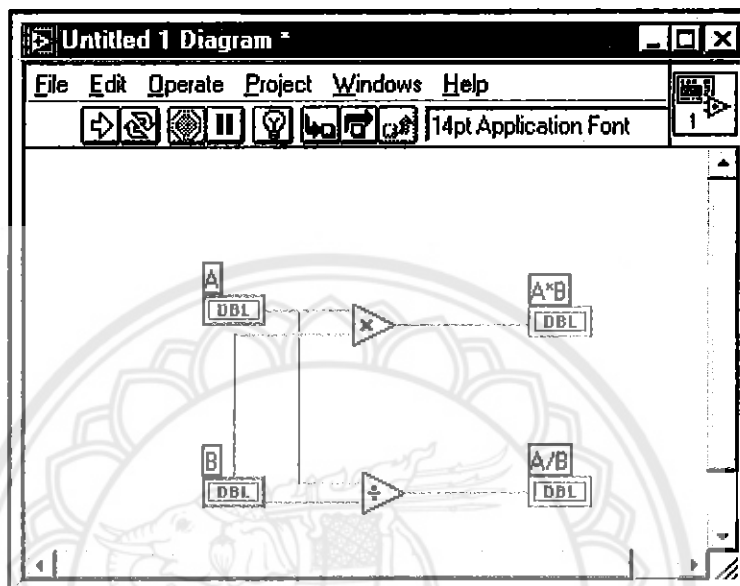 Untitled 1 Diagram *
File Edit Operate Project Windows Help
14pt Application Font
1
A
DBL
A*B
DBL
×
B
DBL
A/B
DBL
÷